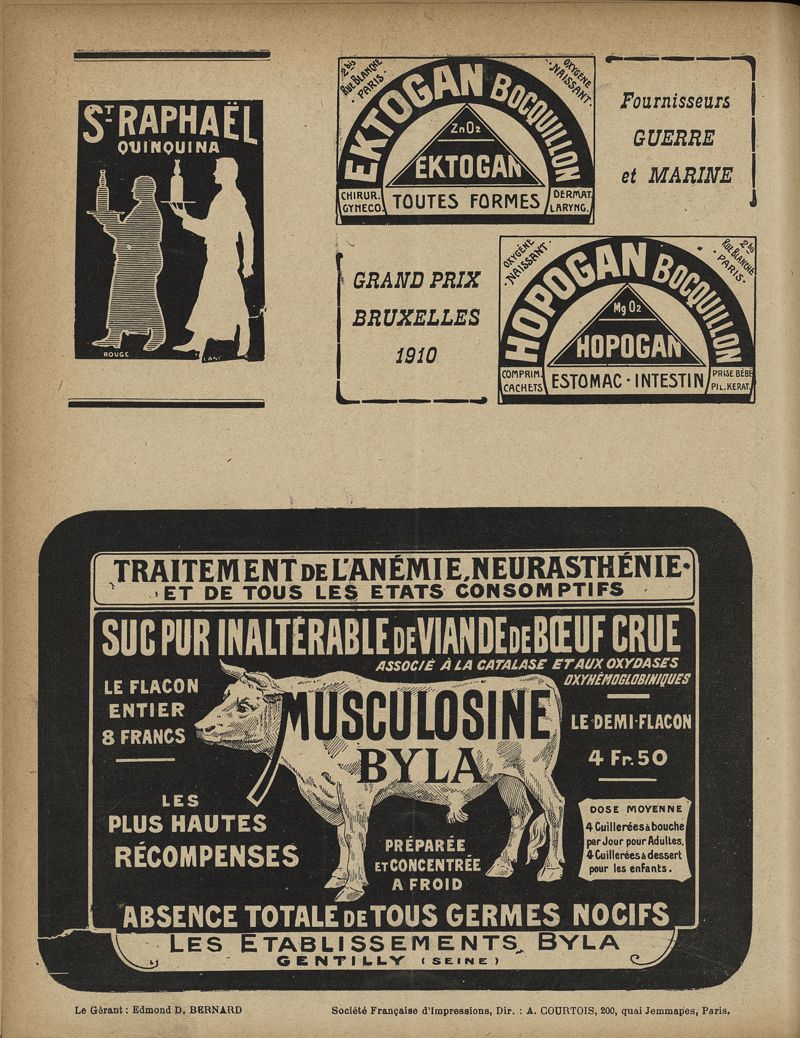 ST RAPHAËL
QUINQUINA
ROUGE
BLANC
2bis
RUE BLANCHE
PARIS.
OXYGÈNE
NAISSANT.
EKTOGAN BOCQUILLON
ZnO2
EKTOGAN
CHIRUR.
GYNECO.
TOUTES FORMES
DERMAT.
LARYNG.
Fournisseurs
GUERRE
et MARINE
GRAND PRIX
BRUXELLES
1910
OXYGÈNE
NAISSANT.
2bis
RUE BLANCHE
PARIS.
HOPOGAN BOCQUILLON
MgO2
HOPOGAN
COMPRIM.
CACHETS
ESTOMAC · INTESTIN
PRISE BÉBÉ
PIL. KERAT.
TRAITEMENT DE L'ANÉMIE, NEURASTHÉNIE·
ET DE TOUS LES ETATS CONSOMPTIFS
SUC PUR INALTÉRABLE DE VIANDE DE BŒUF CRUE
ASSOCIÉ À LA CATALASE ET AUX OXYDASES
OXYHÉMOGLOBINIQUES
LE FLACON
ENTIER
8 FRANCS
MUSCULOSINE
BYLA
LE·DEMI-FLACON
4 Fr. 50
LES
PLUS HAUTES
RÉCOMPENSES
PRÉPARÉE
ET CONCENTRÉE
A FROID
DOSE MOYENNE
4 Cuillerées à bouche
par Jour pour Adultes,
4 Cuillerées à dessert
pour les enfants.
ABSENCE TOTALE DE TOUS GERMES NOCIFS
LES ETABLISSEMENTS BYLA
GENTILLY (SEINE)
Le Gérant : Edmond D. BERNARD
Société Française d'Impressions, Dir. : A. COURTOIS, 200, quai Jemmapes, Paris.